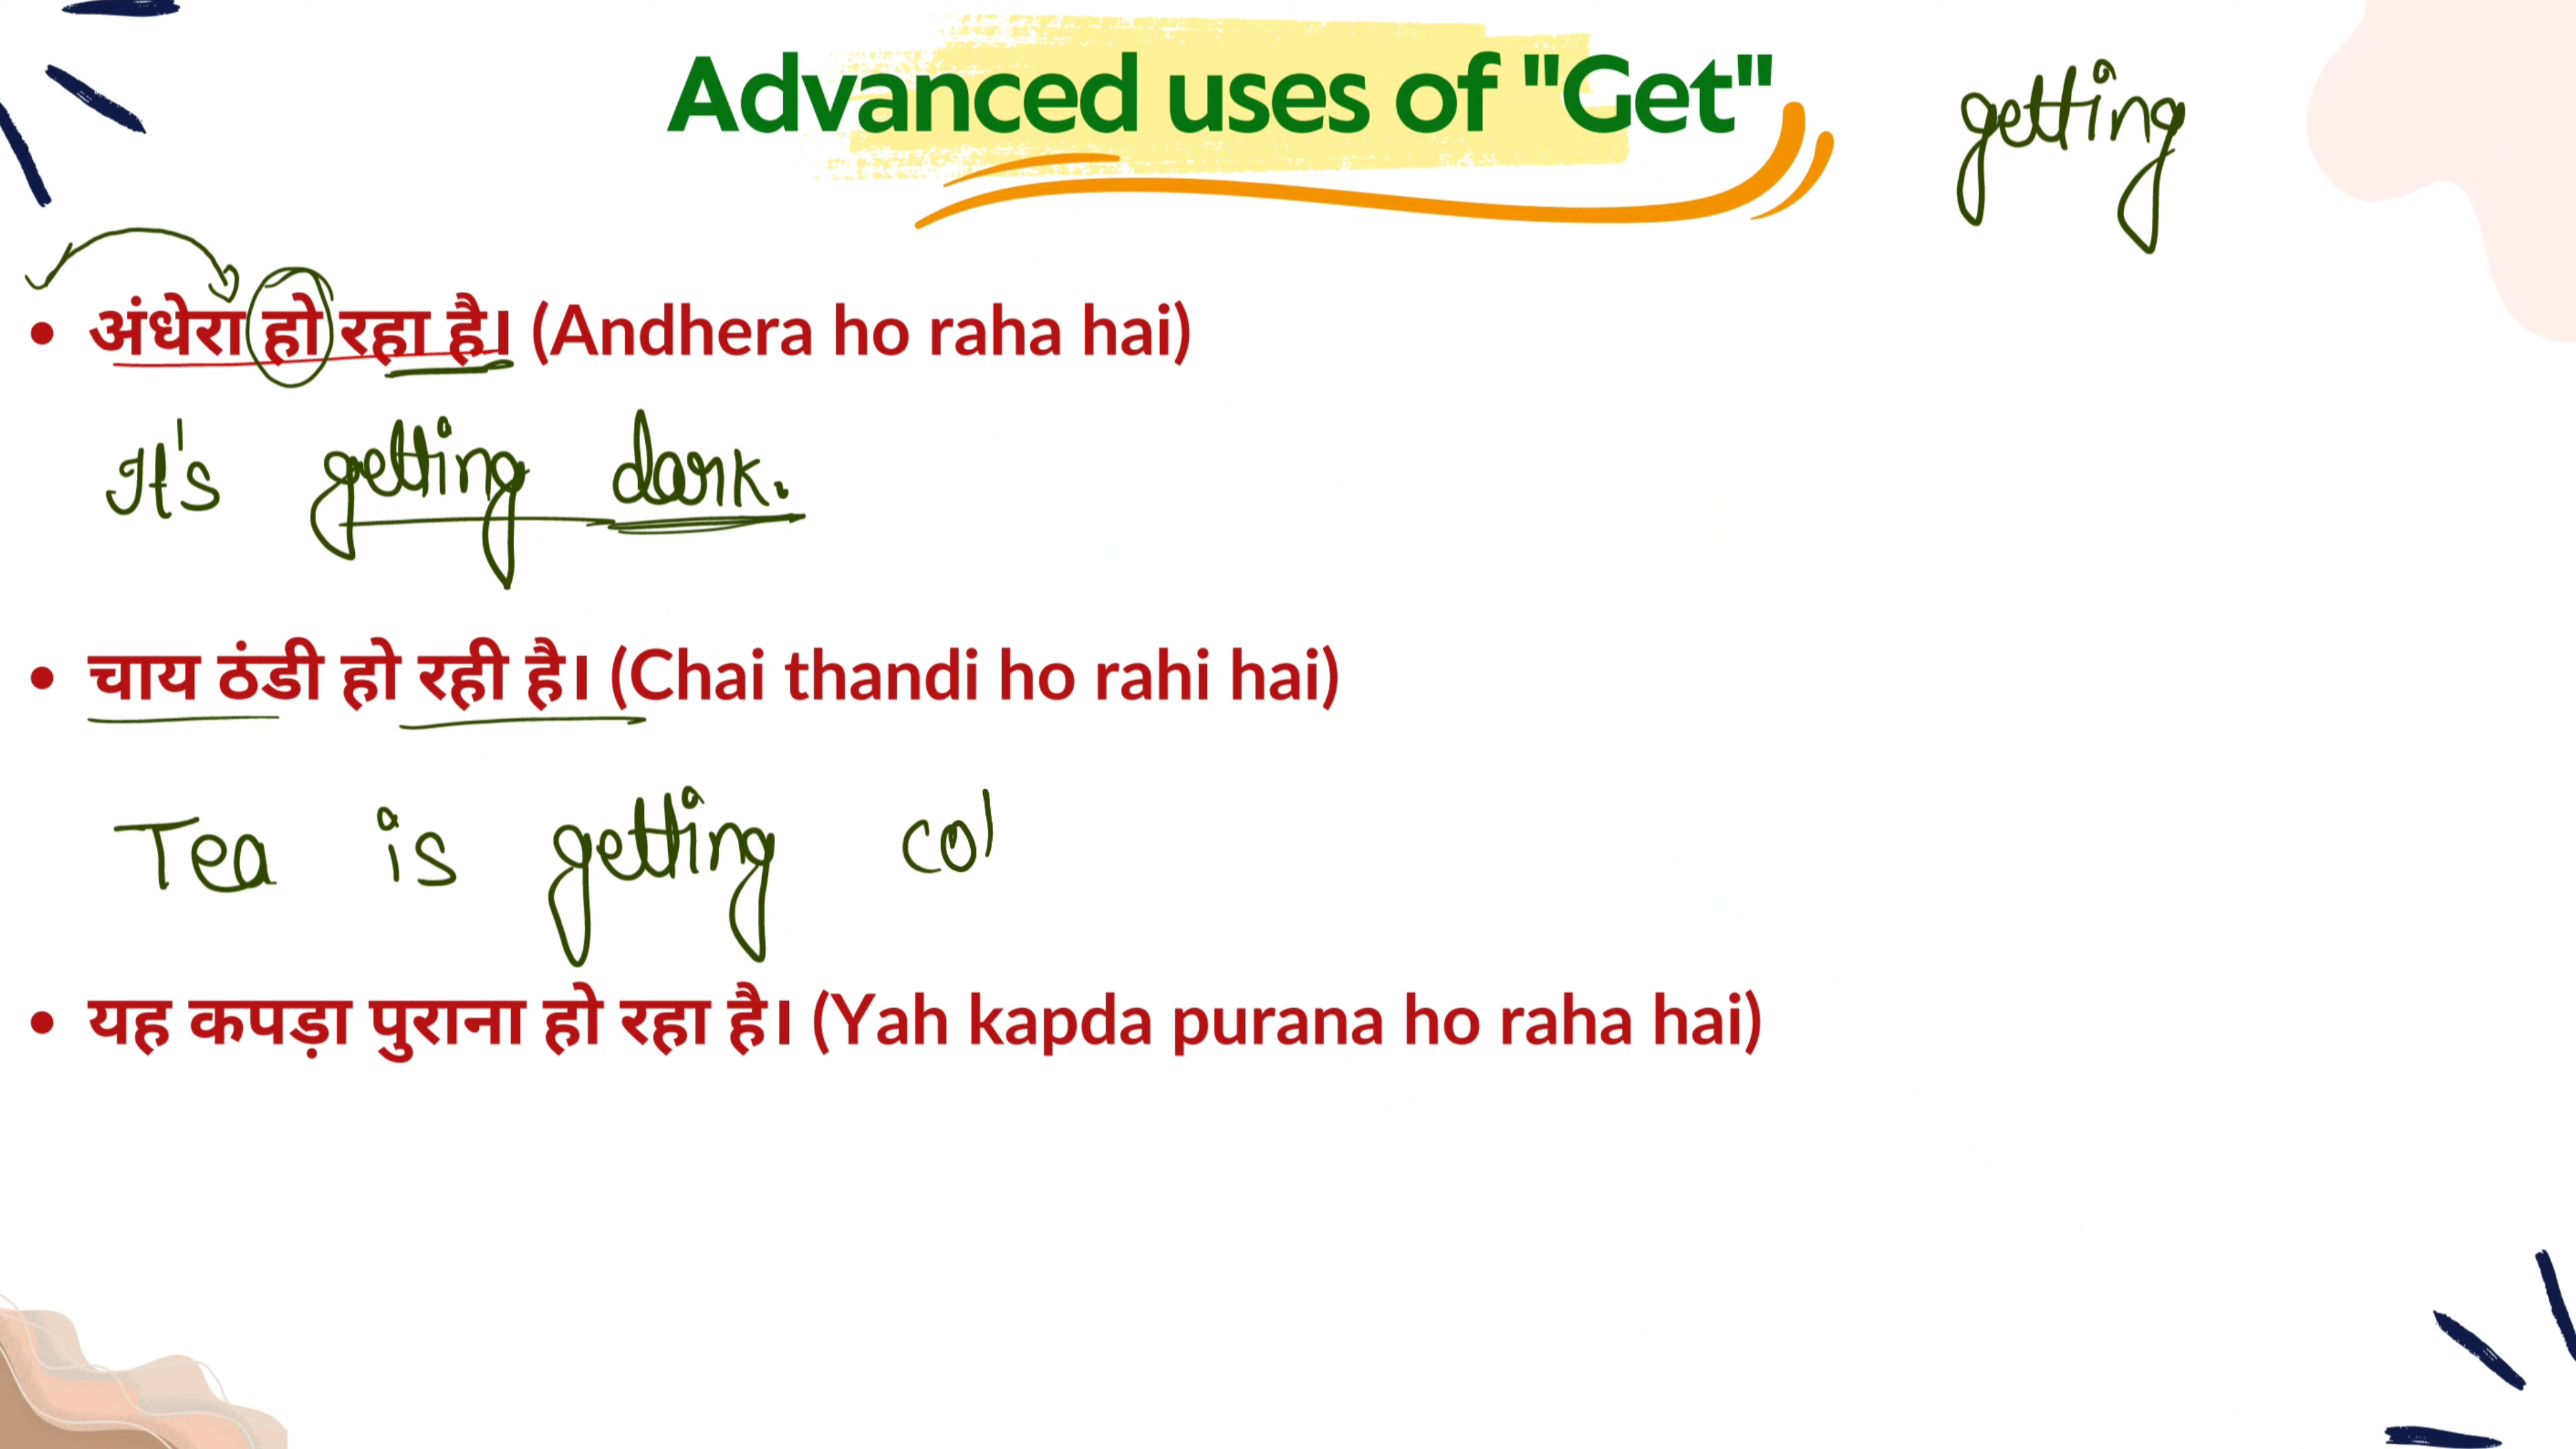 Advanced uses of "Get"
getting
• अंधेरा हो रहा है। (Andhera ho raha hai)
It's getting dark.
• चाय ठंडी हो रही है। (Chai thandi ho rahi hai)
Tea is getting col
• यह कपड़ा पुराना हो रहा है। (Yah kapda purana ho raha hai)